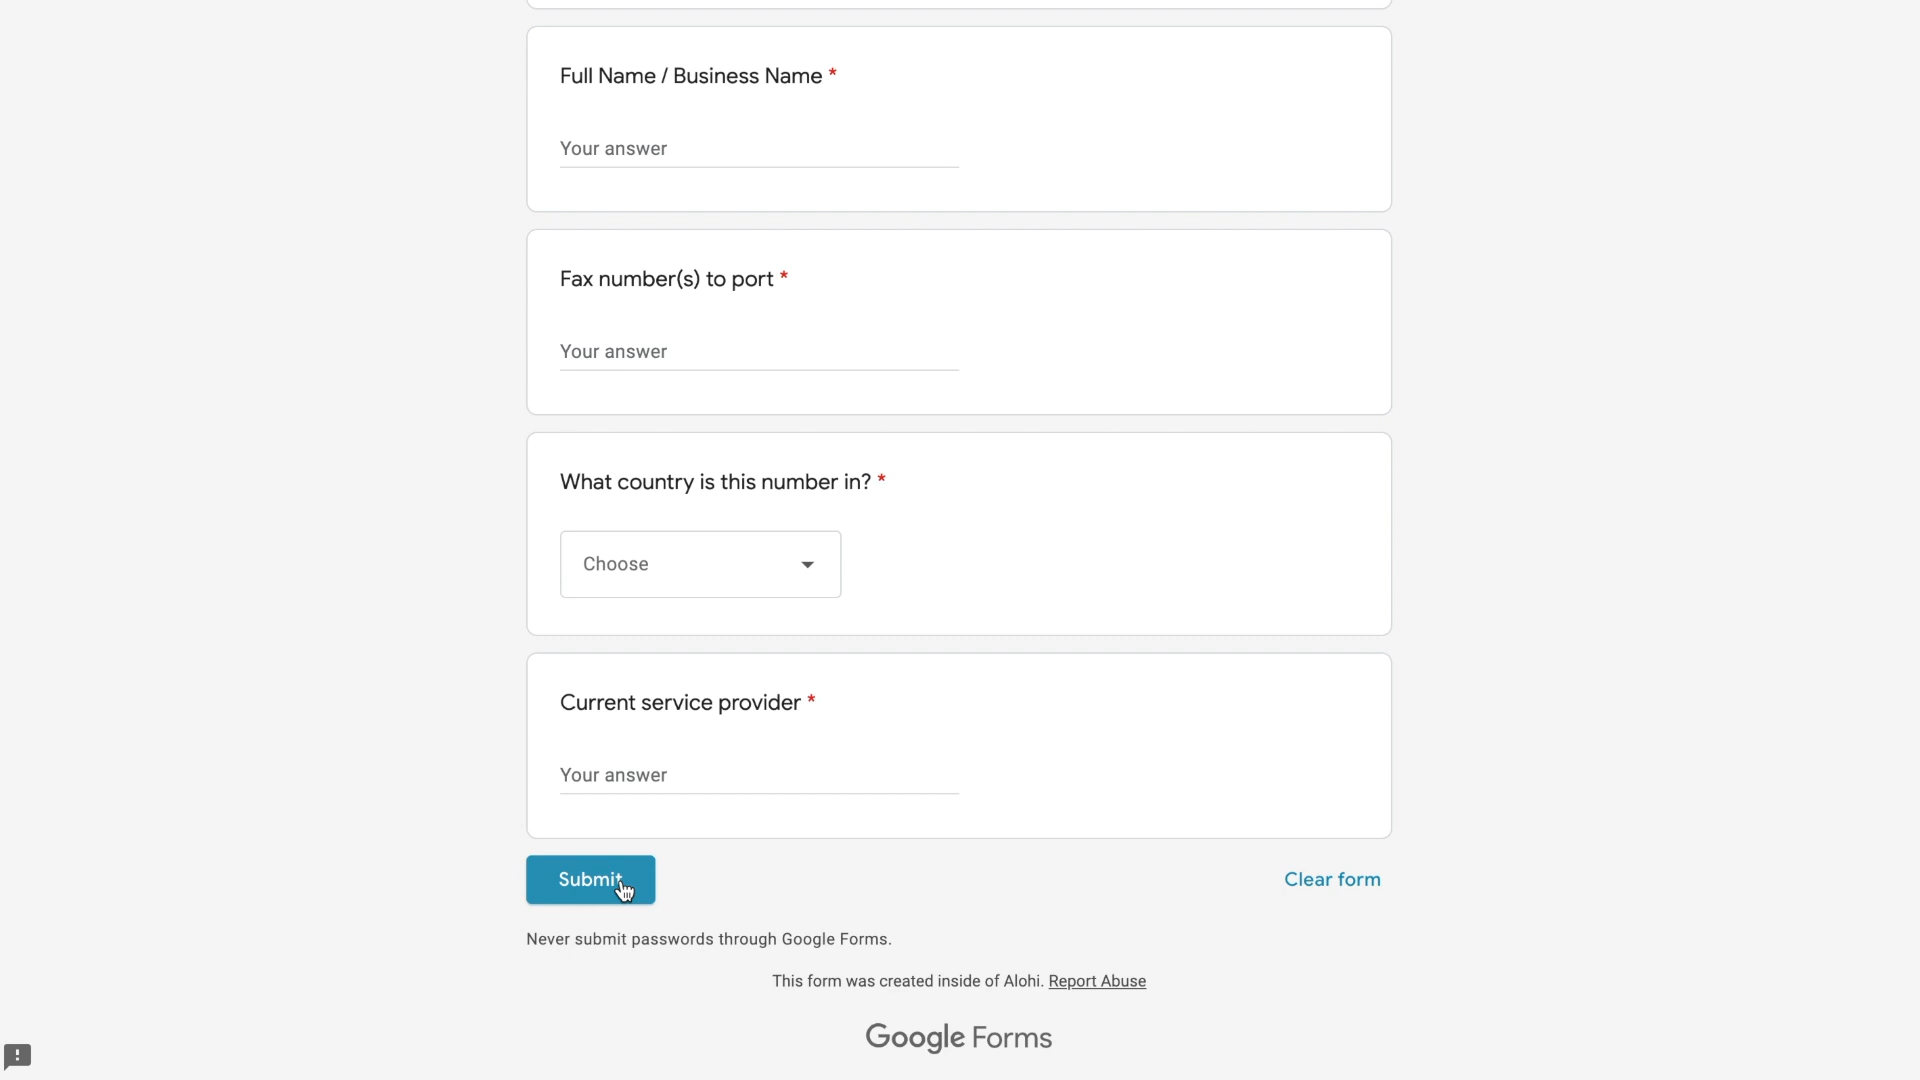 Full Name / Business Name *
Your answer
Fax number(s) to port *
Your answer
What country is this number in? *
Choose
Current service provider *
Your answer
Submit
Clear form
Never submit passwords through Google Forms.
This form was created inside of Alohi. Report Abuse
Google Forms